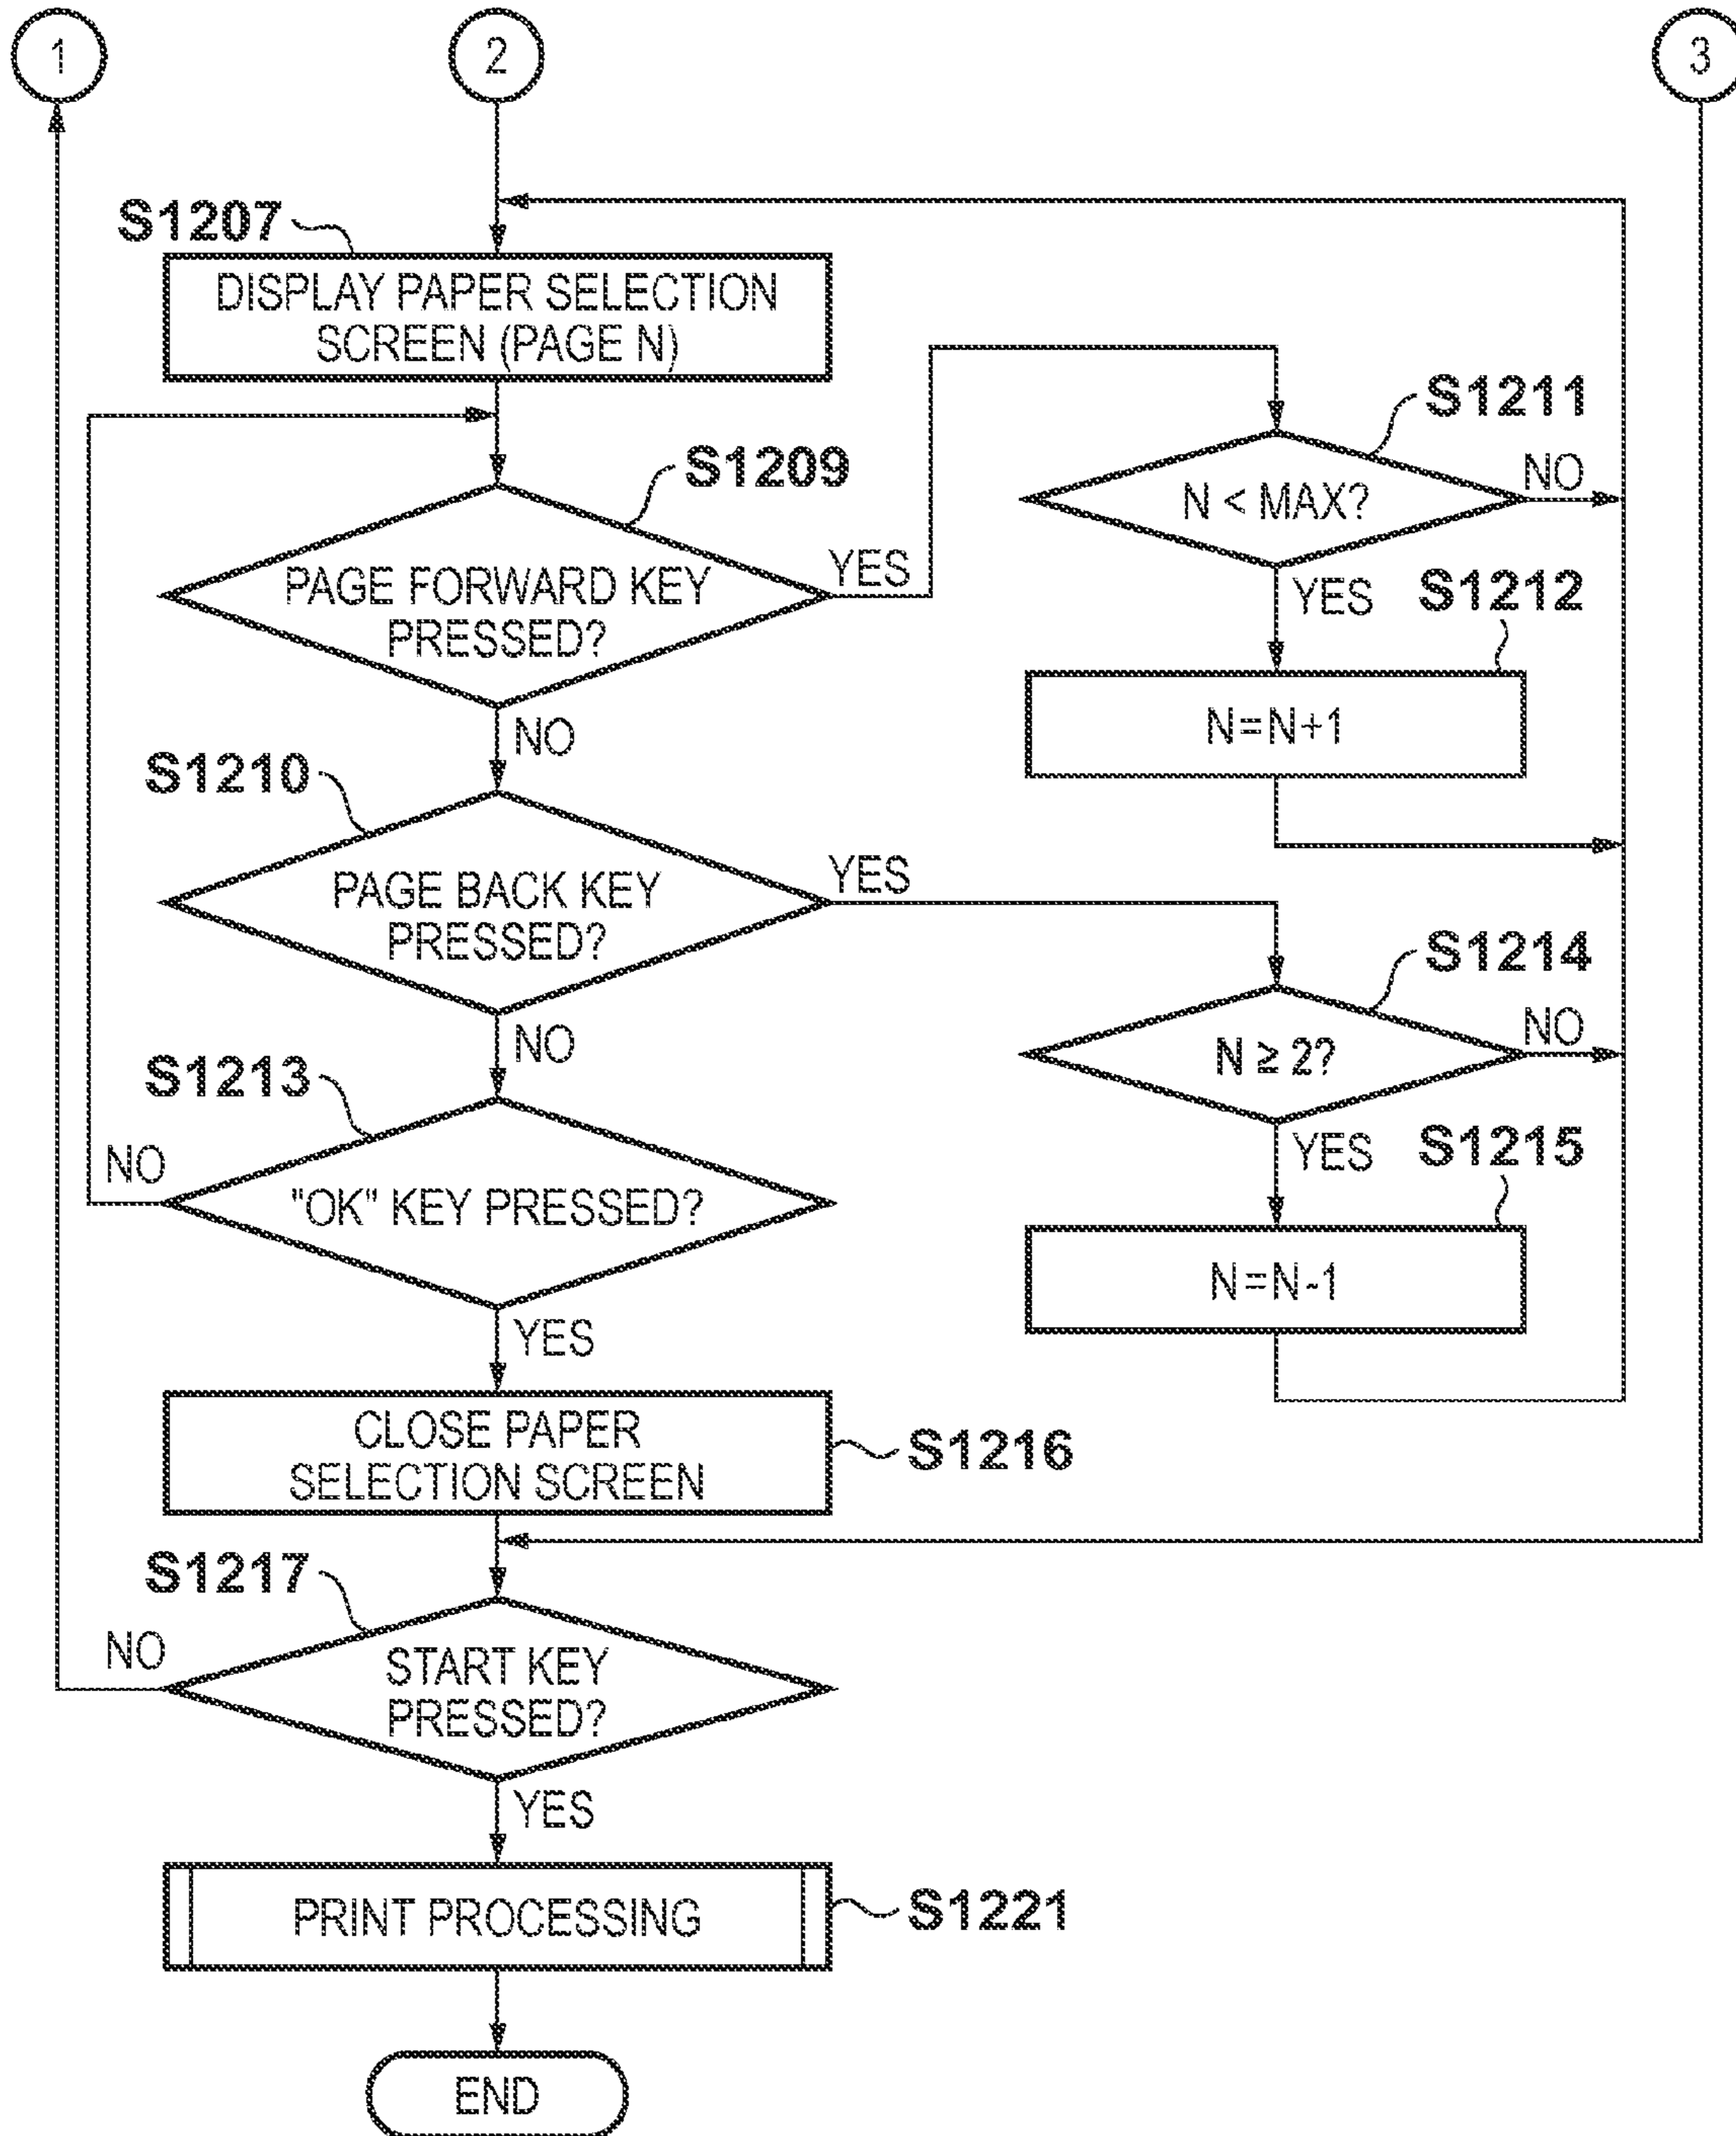 1
2
3
S1207
DISPLAY PAPER SELECTION
SCREEN (PAGE N)
S1211
S1209
N < MAX?
NO
PAGE FORWARD KEY
PRESSED?
YES
YES
S1212
N=N+1
NO
S1210
PAGE BACK KEY
PRESSED?
YES
S1214
N ≥ 2?
NO
NO
S1213
YES
S1215
NO
"OK" KEY PRESSED?
N=N-1
YES
CLOSE PAPER
SELECTION SCREEN
S1216
S1217
NO
START KEY
PRESSED?
YES
PRINT PROCESSING
S1221
END